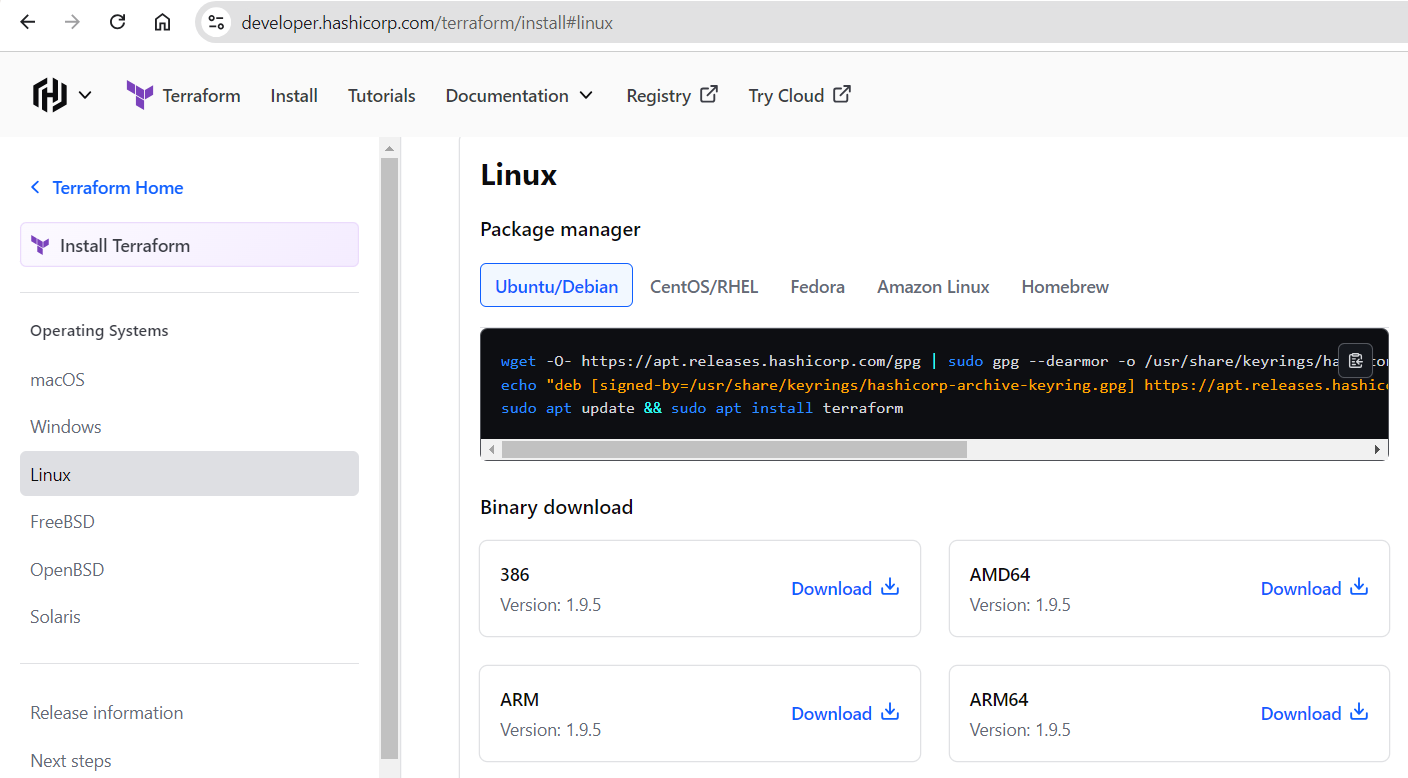 developer.hashicorp.com/terraform/install#linux
Terraform Install Tutorials Documentation Registry Try Cloud
Terraform Home
Install Terraform
Operating Systems
macOS
Windows
Linux
FreeBSD
OpenBSD
Solaris
Release information
Next steps
Linux
Package manager
Ubuntu/Debian CentOS/RHEL Fedora Amazon Linux Homebrew
wget -O- https://apt.releases.hashicorp.com/gpg | sudo gpg --dearmor -o /usr/share/keyrings/
echo "deb [signed-by=/usr/share/keyrings/hashicorp-archive-keyring.gpg] https://apt.releases.hashic
sudo apt update && sudo apt install terraform
Binary download
386
Version: 1.9.5
Download
AMD64
Version: 1.9.5
Download
ARM
Version: 1.9.5
Download
ARM64
Version: 1.9.5
Download